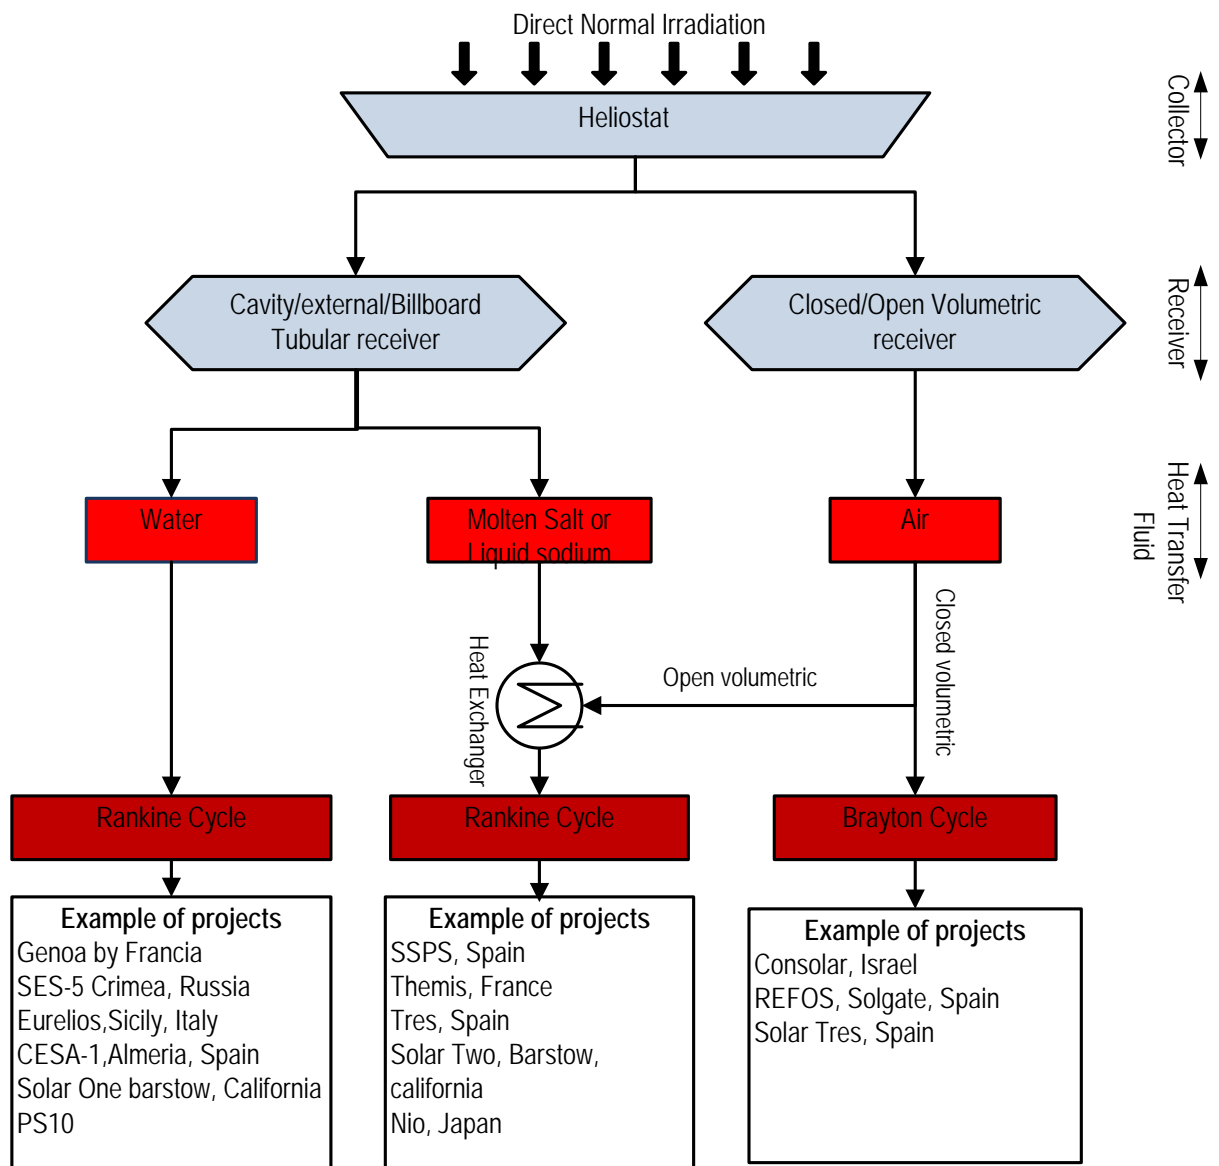 Direct Normal Irradiation
Heliostat
Collector
Cavity/external/Billboard
Tubular receiver
Closed/Open Volumetric
receiver
Receiver
Water
Molten Salt or
Liquid sodium
Air
Heat Transfer
Fluid
Heat Exchanger
Open volumetric
Closed volumetric
Rankine Cycle
Rankine Cycle
Brayton Cycle
Example of projects
Genoa by Francia
SES-5 Crimea, Russia
Eurelios,Sicily, Italy
CESA-1,Almeria, Spain
Solar One barstow, California
PS10
Example of projects
SSPS, Spain
Themis, France
Tres, Spain
Solar Two, Barstow,
california
Nio, Japan
Example of projects
Consolar, Israel
REFOS, Solgate, Spain
Solar Tres, Spain